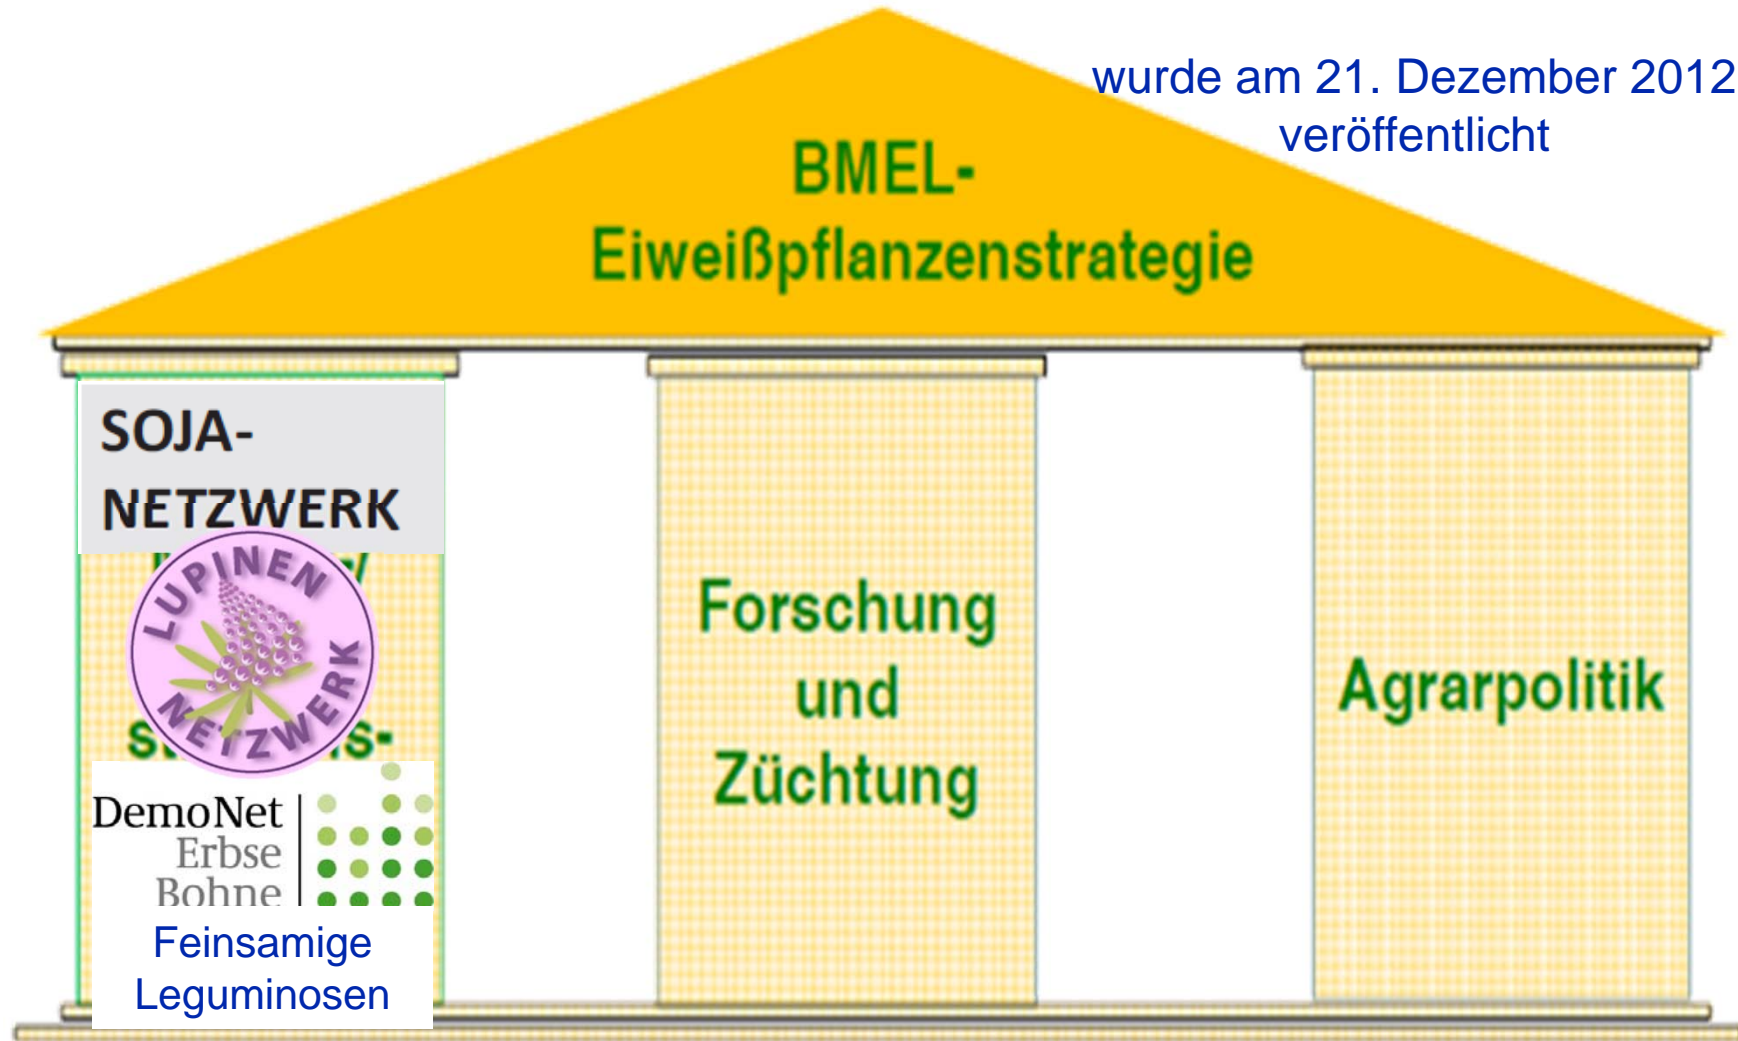 wurde am 21. Dezember 2012
veröffentlicht
BMEL-
Eiweißpflanzenstrategie
SOJA-
NETZWERK
LUPINEN
NETZWERK
DemoNet
Erbse
Bohne
Feinsamige
Leguminosen
Forschung
und
Züchtung
Agrarpolitik